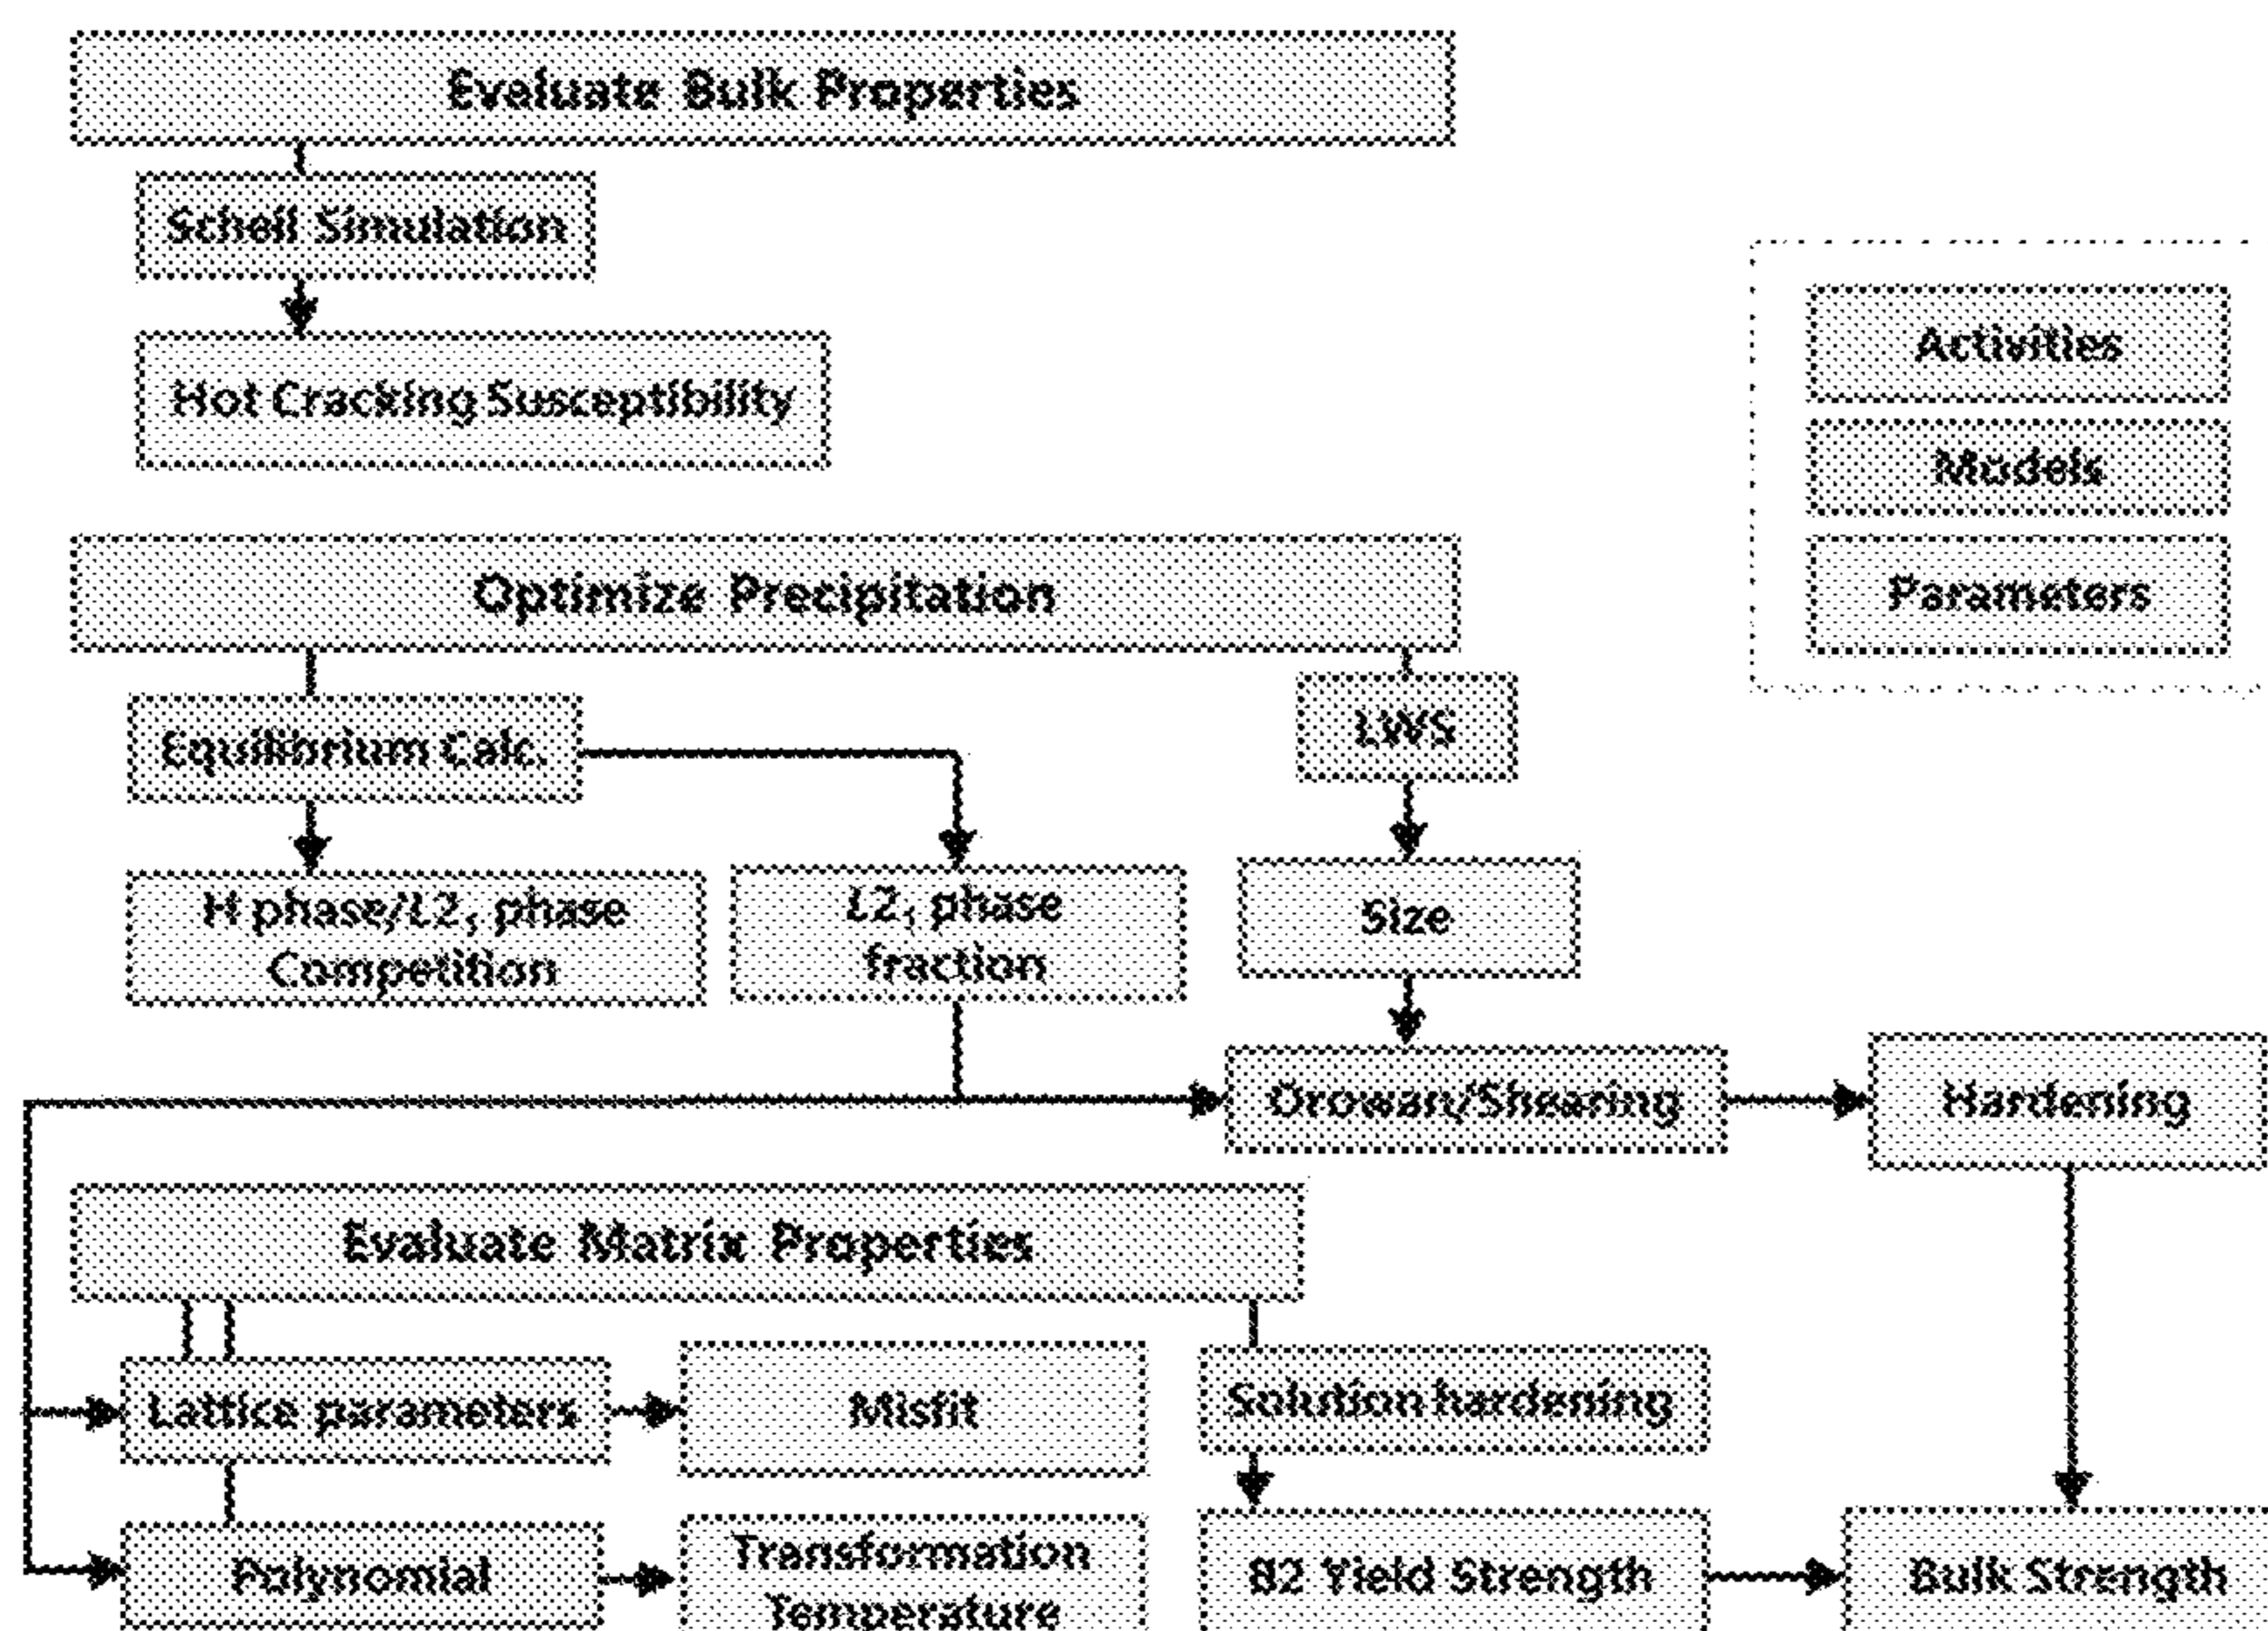 Evaluate Bulk Properties
Scheil Simulation
Hot Cracking Susceptibility
Activities
Models
Parameters
Optimize Precipitation
Equilibrium Calc.
LWS
H phase/L2₁ phase
Competition
L2₁ phase
fraction
Size
Orowan/Shearing
Hardening
Evaluate Matrix Properties
Lattice parameters
Misfit
Solution hardening
Polynomial
Transformation
Temperature
B2 Yield Strength
Bulk Strength